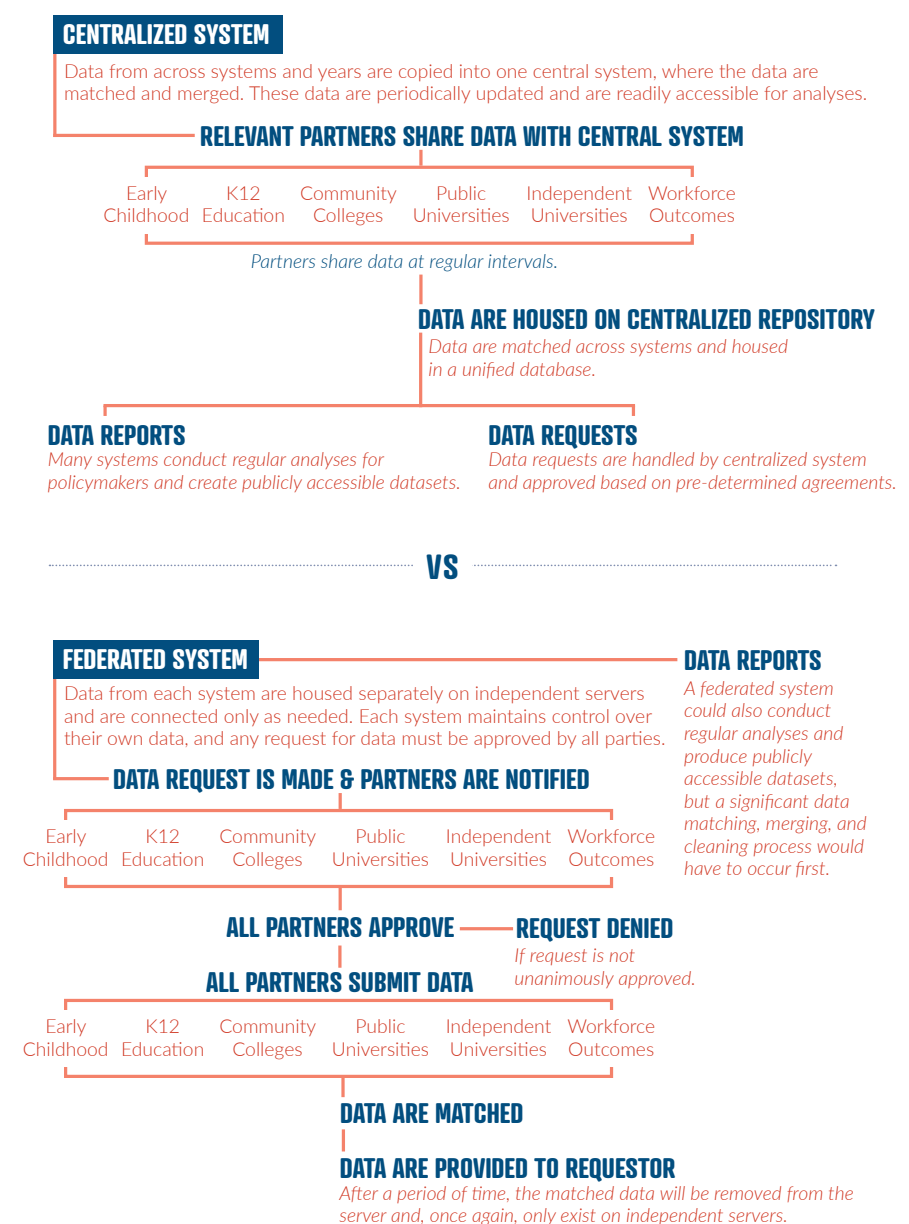 CENTRALIZED SYSTEM
Data from across systems and years are copied into one central system, where the data are
matched and merged. These data are periodically updated and are readily accessible for analyses.
RELEVANT PARTNERS SHARE DATA WITH CENTRAL SYSTEM
Early
Childhood
K12
Education
Community
Colleges
Public
Universities
Independent
Universities
Workforce
Outcomes
Partners share data at regular intervals.
DATA ARE HOUSED ON CENTRALIZED REPOSITORY
Data are matched across systems and housed
in a unified database.
DATA REPORTS
Many systems conduct regular analyses for
policymakers and create publicly accessible datasets.
DATA REQUESTS
Data requests are handled by centralized system
and approved based on pre-determined agreements.
VS
FEDERATED SYSTEM
Data from each system are housed separately on independent servers
and are connected only as needed. Each system maintains control over
their own data, and any request for data must be approved by all parties.
DATA REPORTS
A federated system
could also conduct
regular analyses and
produce publicly
accessible datasets,
but a significant data
matching, merging, and
cleaning process would
have to occur first.
DATA REQUEST IS MADE & PARTNERS ARE NOTIFIED
Early
Childhood
K12
Education
Community
Colleges
Public
Universities
Independent
Universities
Workforce
Outcomes
ALL PARTNERS APPROVE
REQUEST DENIED
If request is not
unanimously approved.
ALL PARTNERS SUBMIT DATA
Early
Childhood
K12
Education
Community
Colleges
Public
Universities
Independent
Universities
Workforce
Outcomes
DATA ARE MATCHED
DATA ARE PROVIDED TO REQUESTOR
After a period of time, the matched data will be removed from the
server and, once again, only exist on independent servers.